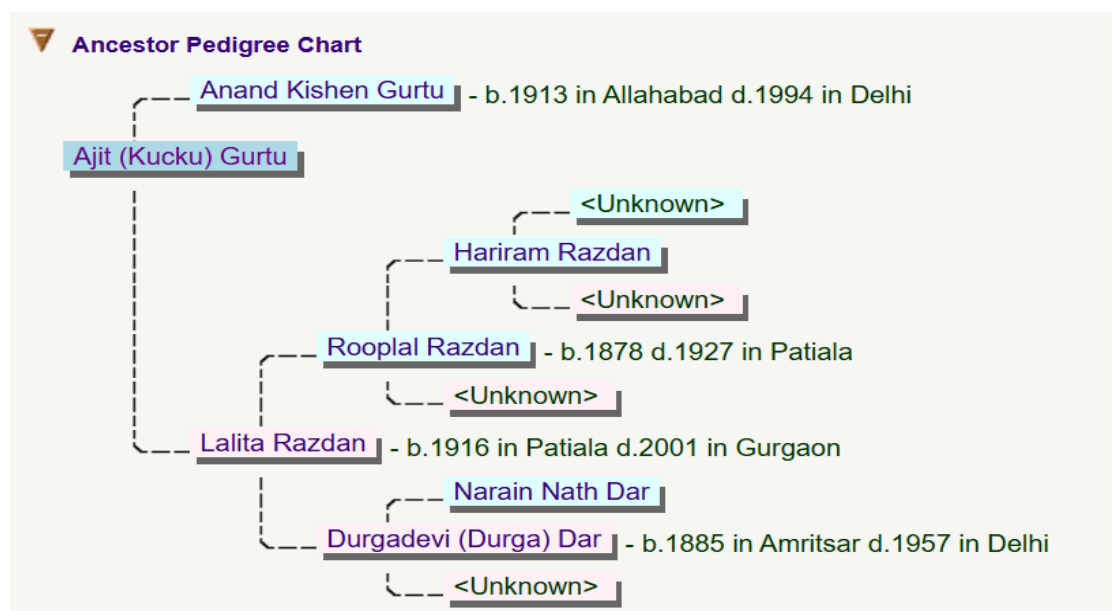 Ancestor Pedigree Chart
Anand Kishen Gurtu - b.1913 in Allahabad d.1994 in Delhi
Ajit (Kucku) Gurtu
<Unknown>
Hariram Razdan
<Unknown>
Rooplal Razdan - b.1878 d.1927 in Patiala
<Unknown>
Lalita Razdan - b.1916 in Patiala d.2001 in Gurgaon
Narain Nath Dar
Durgadevi (Durga) Dar - b.1885 in Amritsar d.1957 in Delhi
<Unknown>